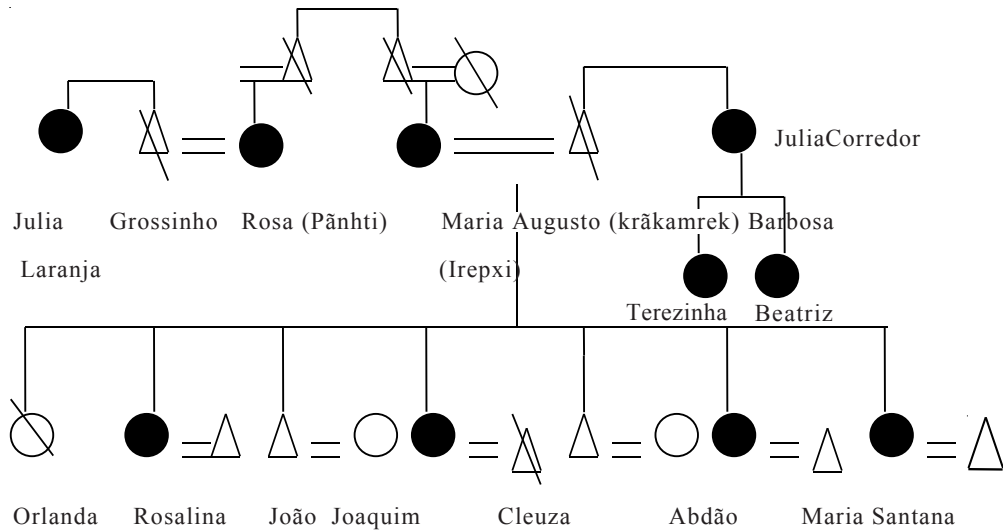 JuliaCorredor
Julia Grossinho Rosa (Pãnhti) Maria Augusto (krãkamrek) Barbosa
Laranja (Irepxi)
Terezinha Beatriz
Orlanda Rosalina João Joaquim Cleuza Abdão Maria Santana